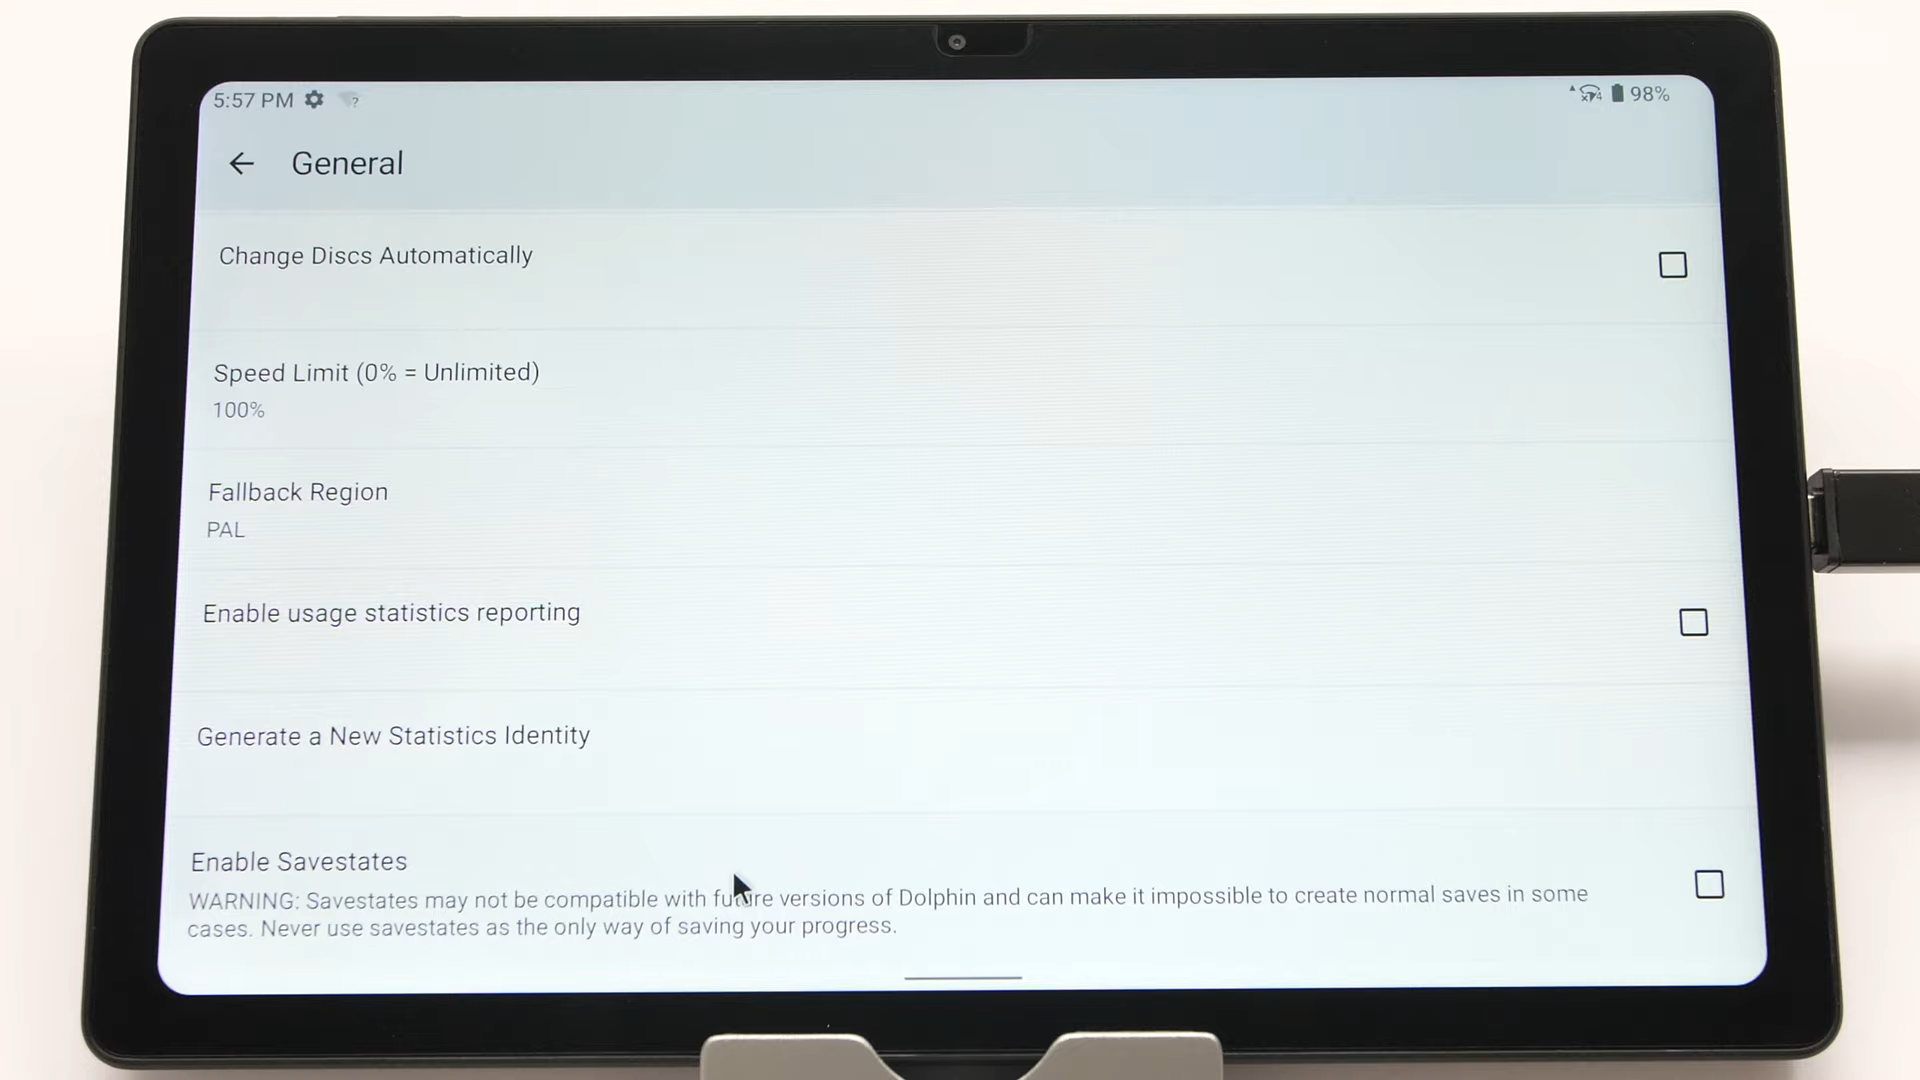 5:57 PM
98%
General
Change Discs Automatically
Speed Limit (0% = Unlimited)
100%
Fallback Region
PAL
Enable usage statistics reporting
Generate a New Statistics Identity
Enable Savestates
WARNING: Savestates may not be compatible with future versions of Dolphin and can make it impossible to create normal saves in some
cases. Never use savestates as the only way of saving your progress.